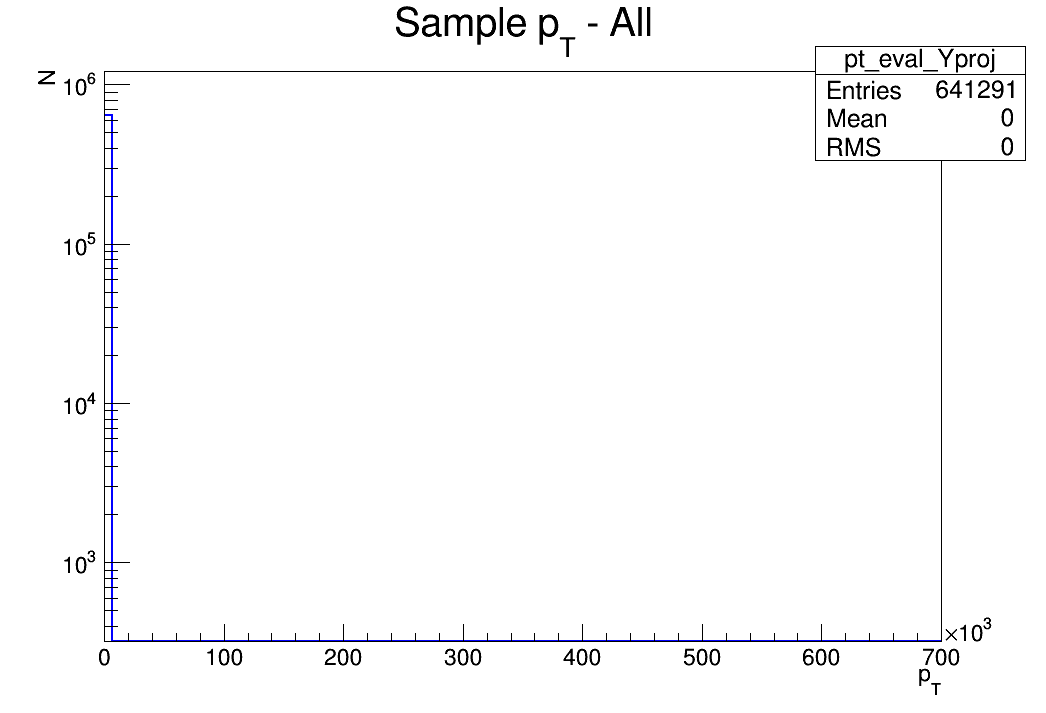 Sample p_T - All
pt_eval_Yproj
Entries 641291
Mean 0
RMS 0
N
10^6
10^5
10^4
10^3
0 100 200 300 400 500 600 700
×10^3
p_T